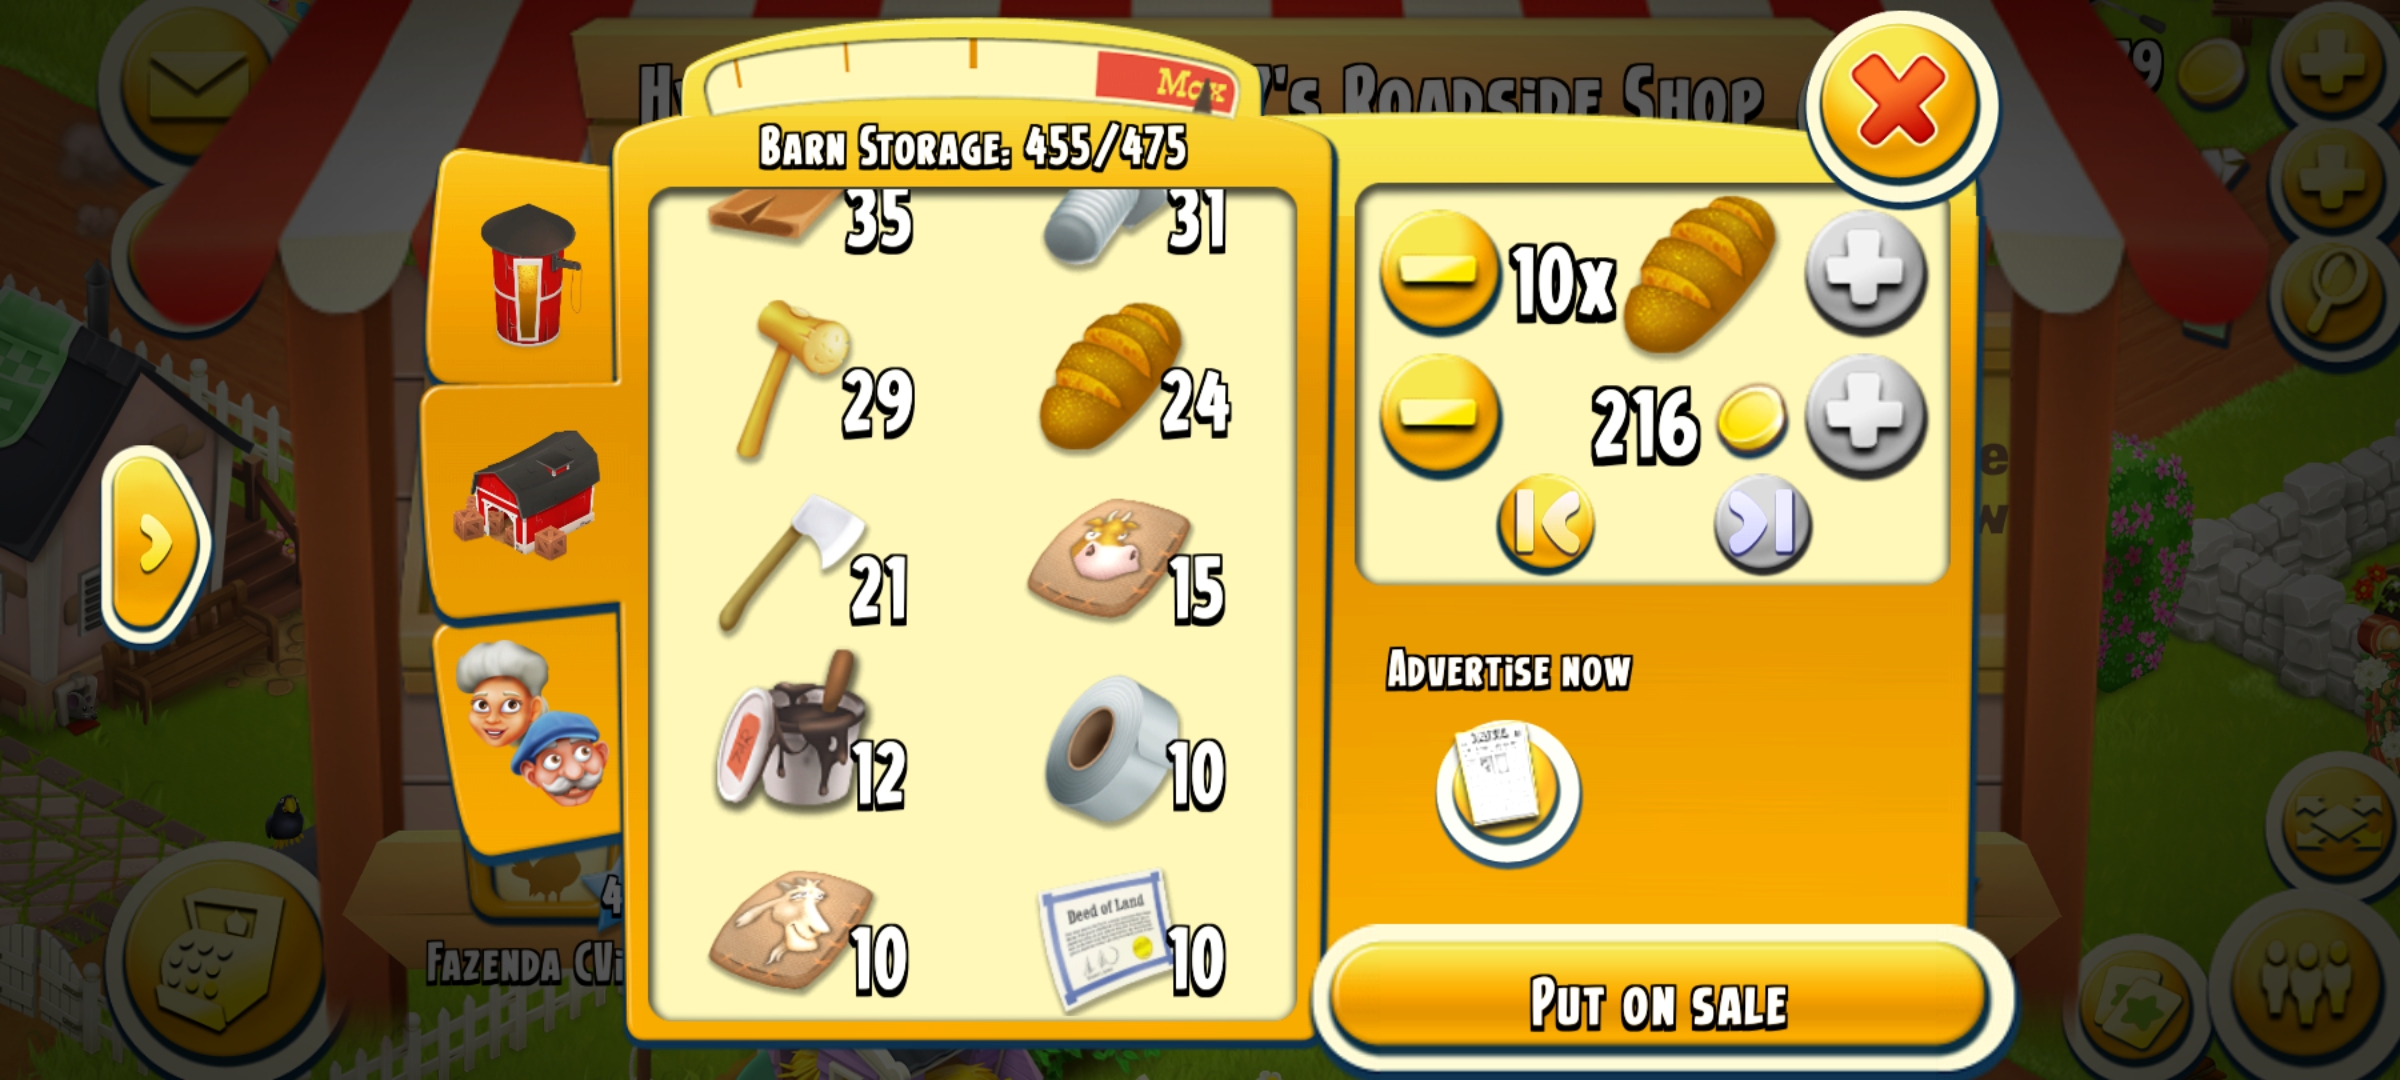 Max
'S ROADSIDE SHOP
BARN STORAGE: 455/475
35
31
29
24
21
15
12
10
10
Deed of Land
10
10x
216
ADVERTISE NOW
PUT ON SALE
FAZENDA CVi